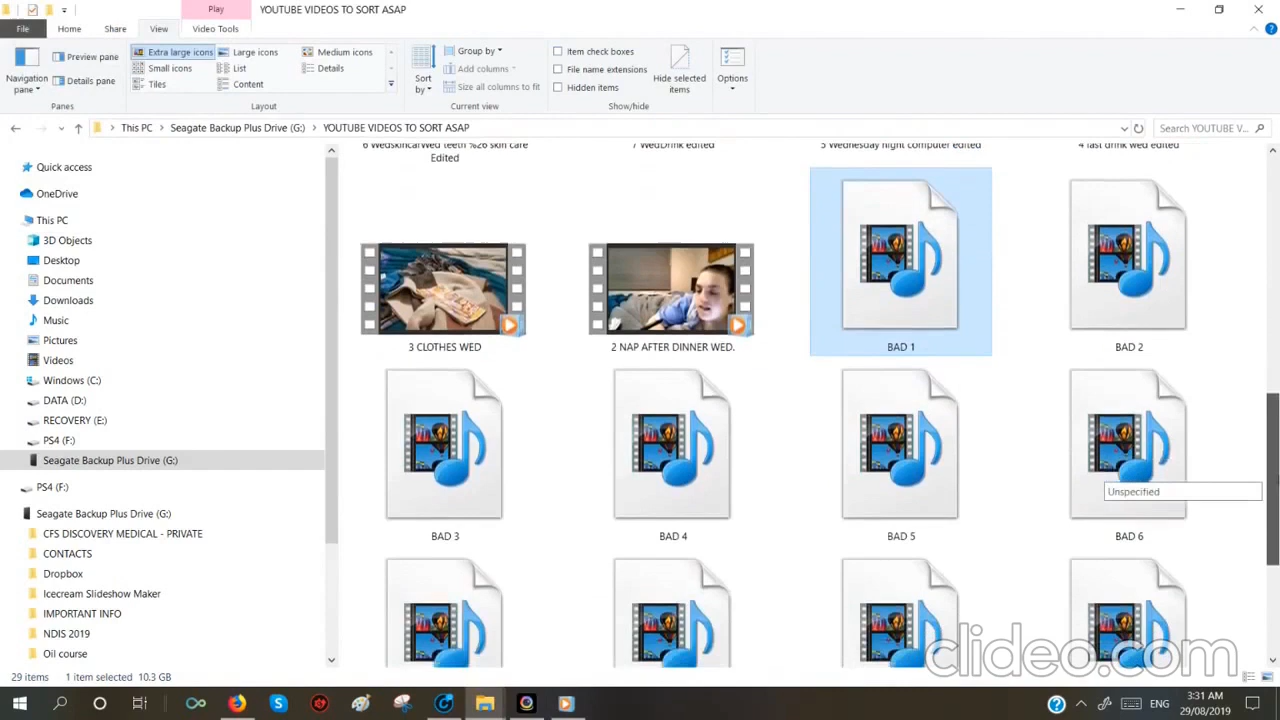 Play
YOUTUBE VIDEOS TO SORT ASAP
File
Home
Share
View
Video Tools
Navigation
pane
Preview pane
Details pane
Panes
Extra large icons
Large icons
Medium icons
Small icons
List
Details
Tiles
Content
Layout
Sort
by
Group by
Add columns
Size all columns to fit
Current view
Item check boxes
File name extensions
Hidden items
Hide selected
items
Show/hide
Options
This PC
Seagate Backup Plus Drive (G:)
YOUTUBE VIDEOS TO SORT ASAP
Search YOUTUBE V...
Quick access
OneDrive
This PC
3D Objects
Desktop
Documents
Downloads
Music
Pictures
Videos
Windows (C:)
DATA (D:)
RECOVERY (E:)
PS4 (F:)
Seagate Backup Plus Drive (G:)
PS4 (F:)
Seagate Backup Plus Drive (G:)
CFS DISCOVERY MEDICAL - PRIVATE
CONTACTS
Dropbox
Icecream Slideshow Maker
IMPORTANT INFO
NDIS 2019
Oil course
6 WedskincarWed teeth %26 skin care
Edited
7 WedDrink edited
5 Wednesday night computer edited
4 last drink wed edited
3 CLOTHES WED
2 NAP AFTER DINNER WED.
BAD 1
BAD 2
BAD 3
BAD 4
BAD 5
BAD 6
Unspecified
clideo.com
29 items
1 item selected 10.3 GB
ENG
3:31 AM
29/08/2019